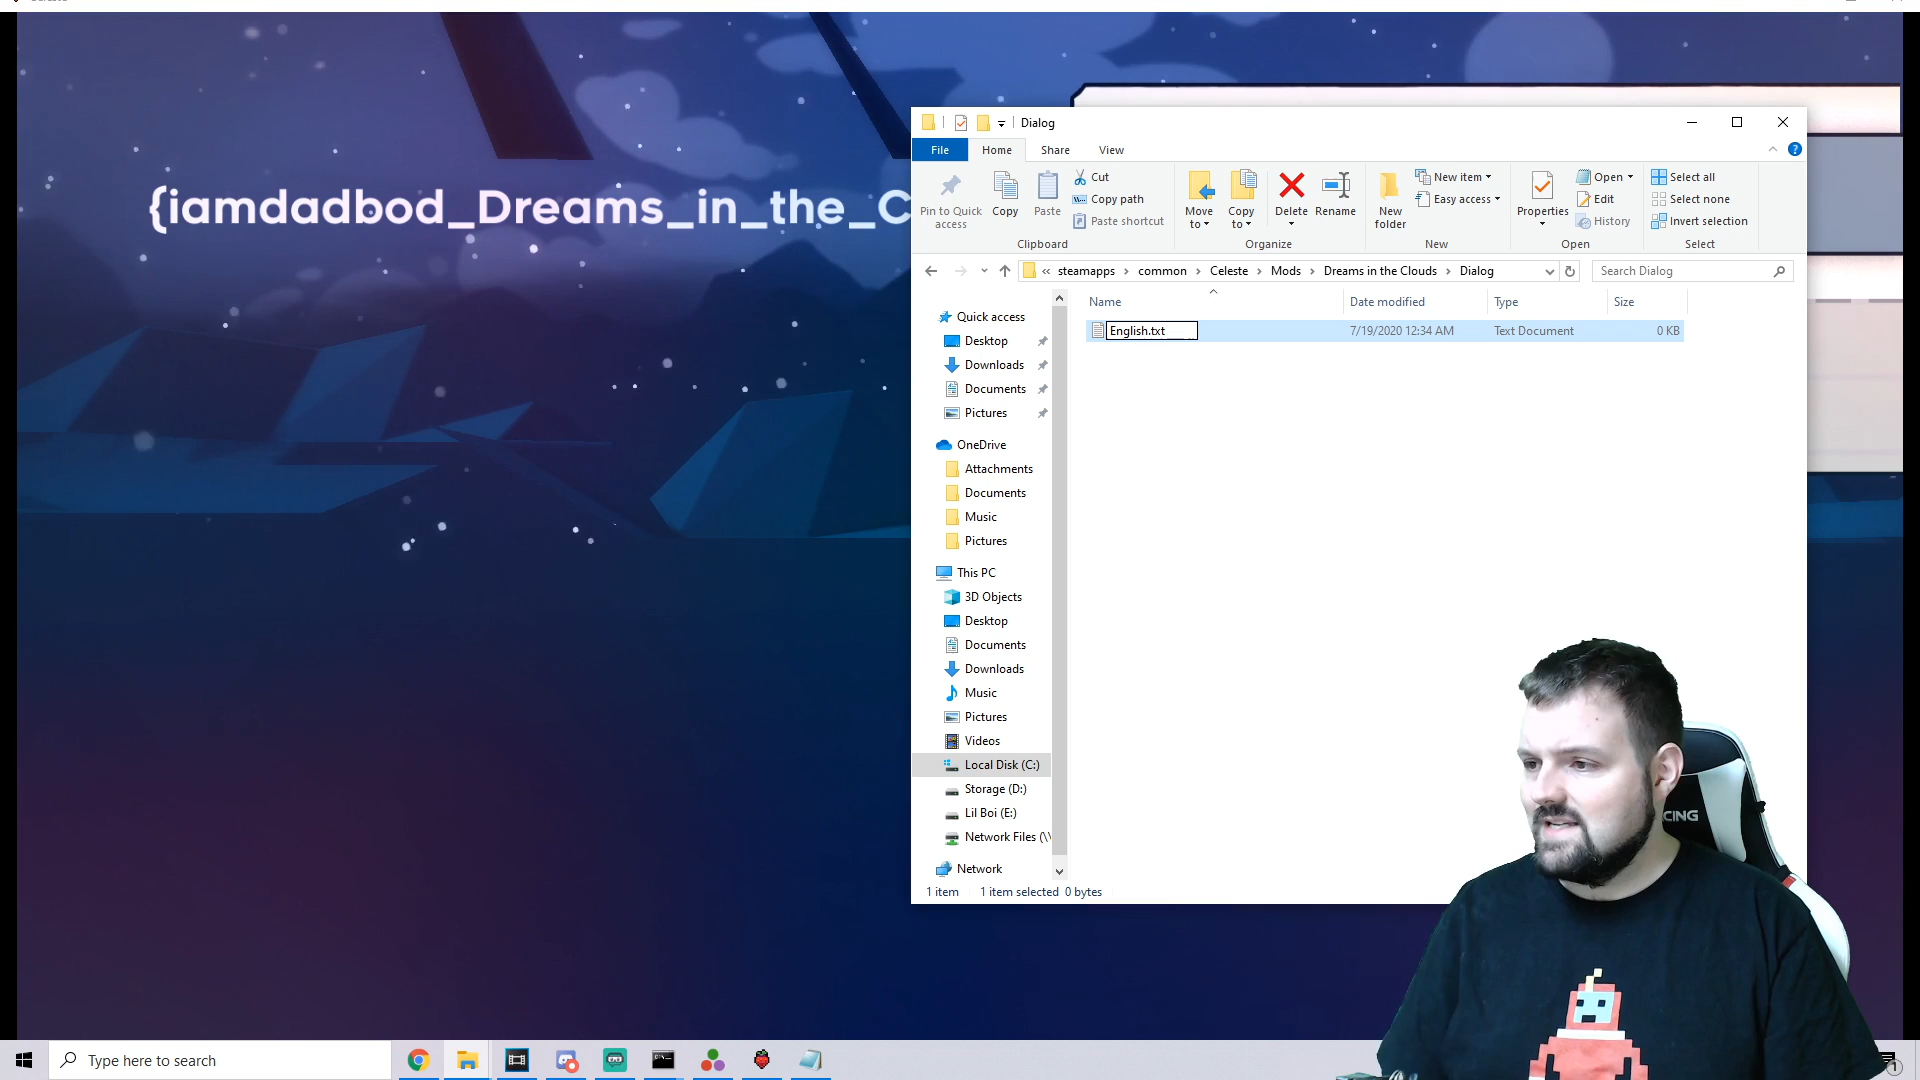 {iamdadbod_Dreams_in_the_C
Dialog
File
Home
Share
View
Pin to Quick access
Copy
Paste
Cut
Copy path
Paste shortcut
Clipboard
Move to
Copy to
Delete
Rename
Organize
New folder
New item
Easy access
New
Properties
Open
Edit
History
Open
Select all
Select none
Invert selection
Select
« steamapps › common › Celeste › Mods › Dreams in the Clouds › Dialog
Search Dialog
Name
Date modified
Type
Size
English.txt
7/19/2020 12:34 AM
Text Document
0 KB
Quick access
Desktop
Downloads
Documents
Pictures
OneDrive
Attachments
Documents
Music
Pictures
This PC
3D Objects
Desktop
Documents
Downloads
Music
Pictures
Videos
Local Disk (C:)
Storage (D:)
Lil Boi (E:)
Network Files (\\
Network
1 item
1 item selected 0 bytes
CING
Type here to search
1